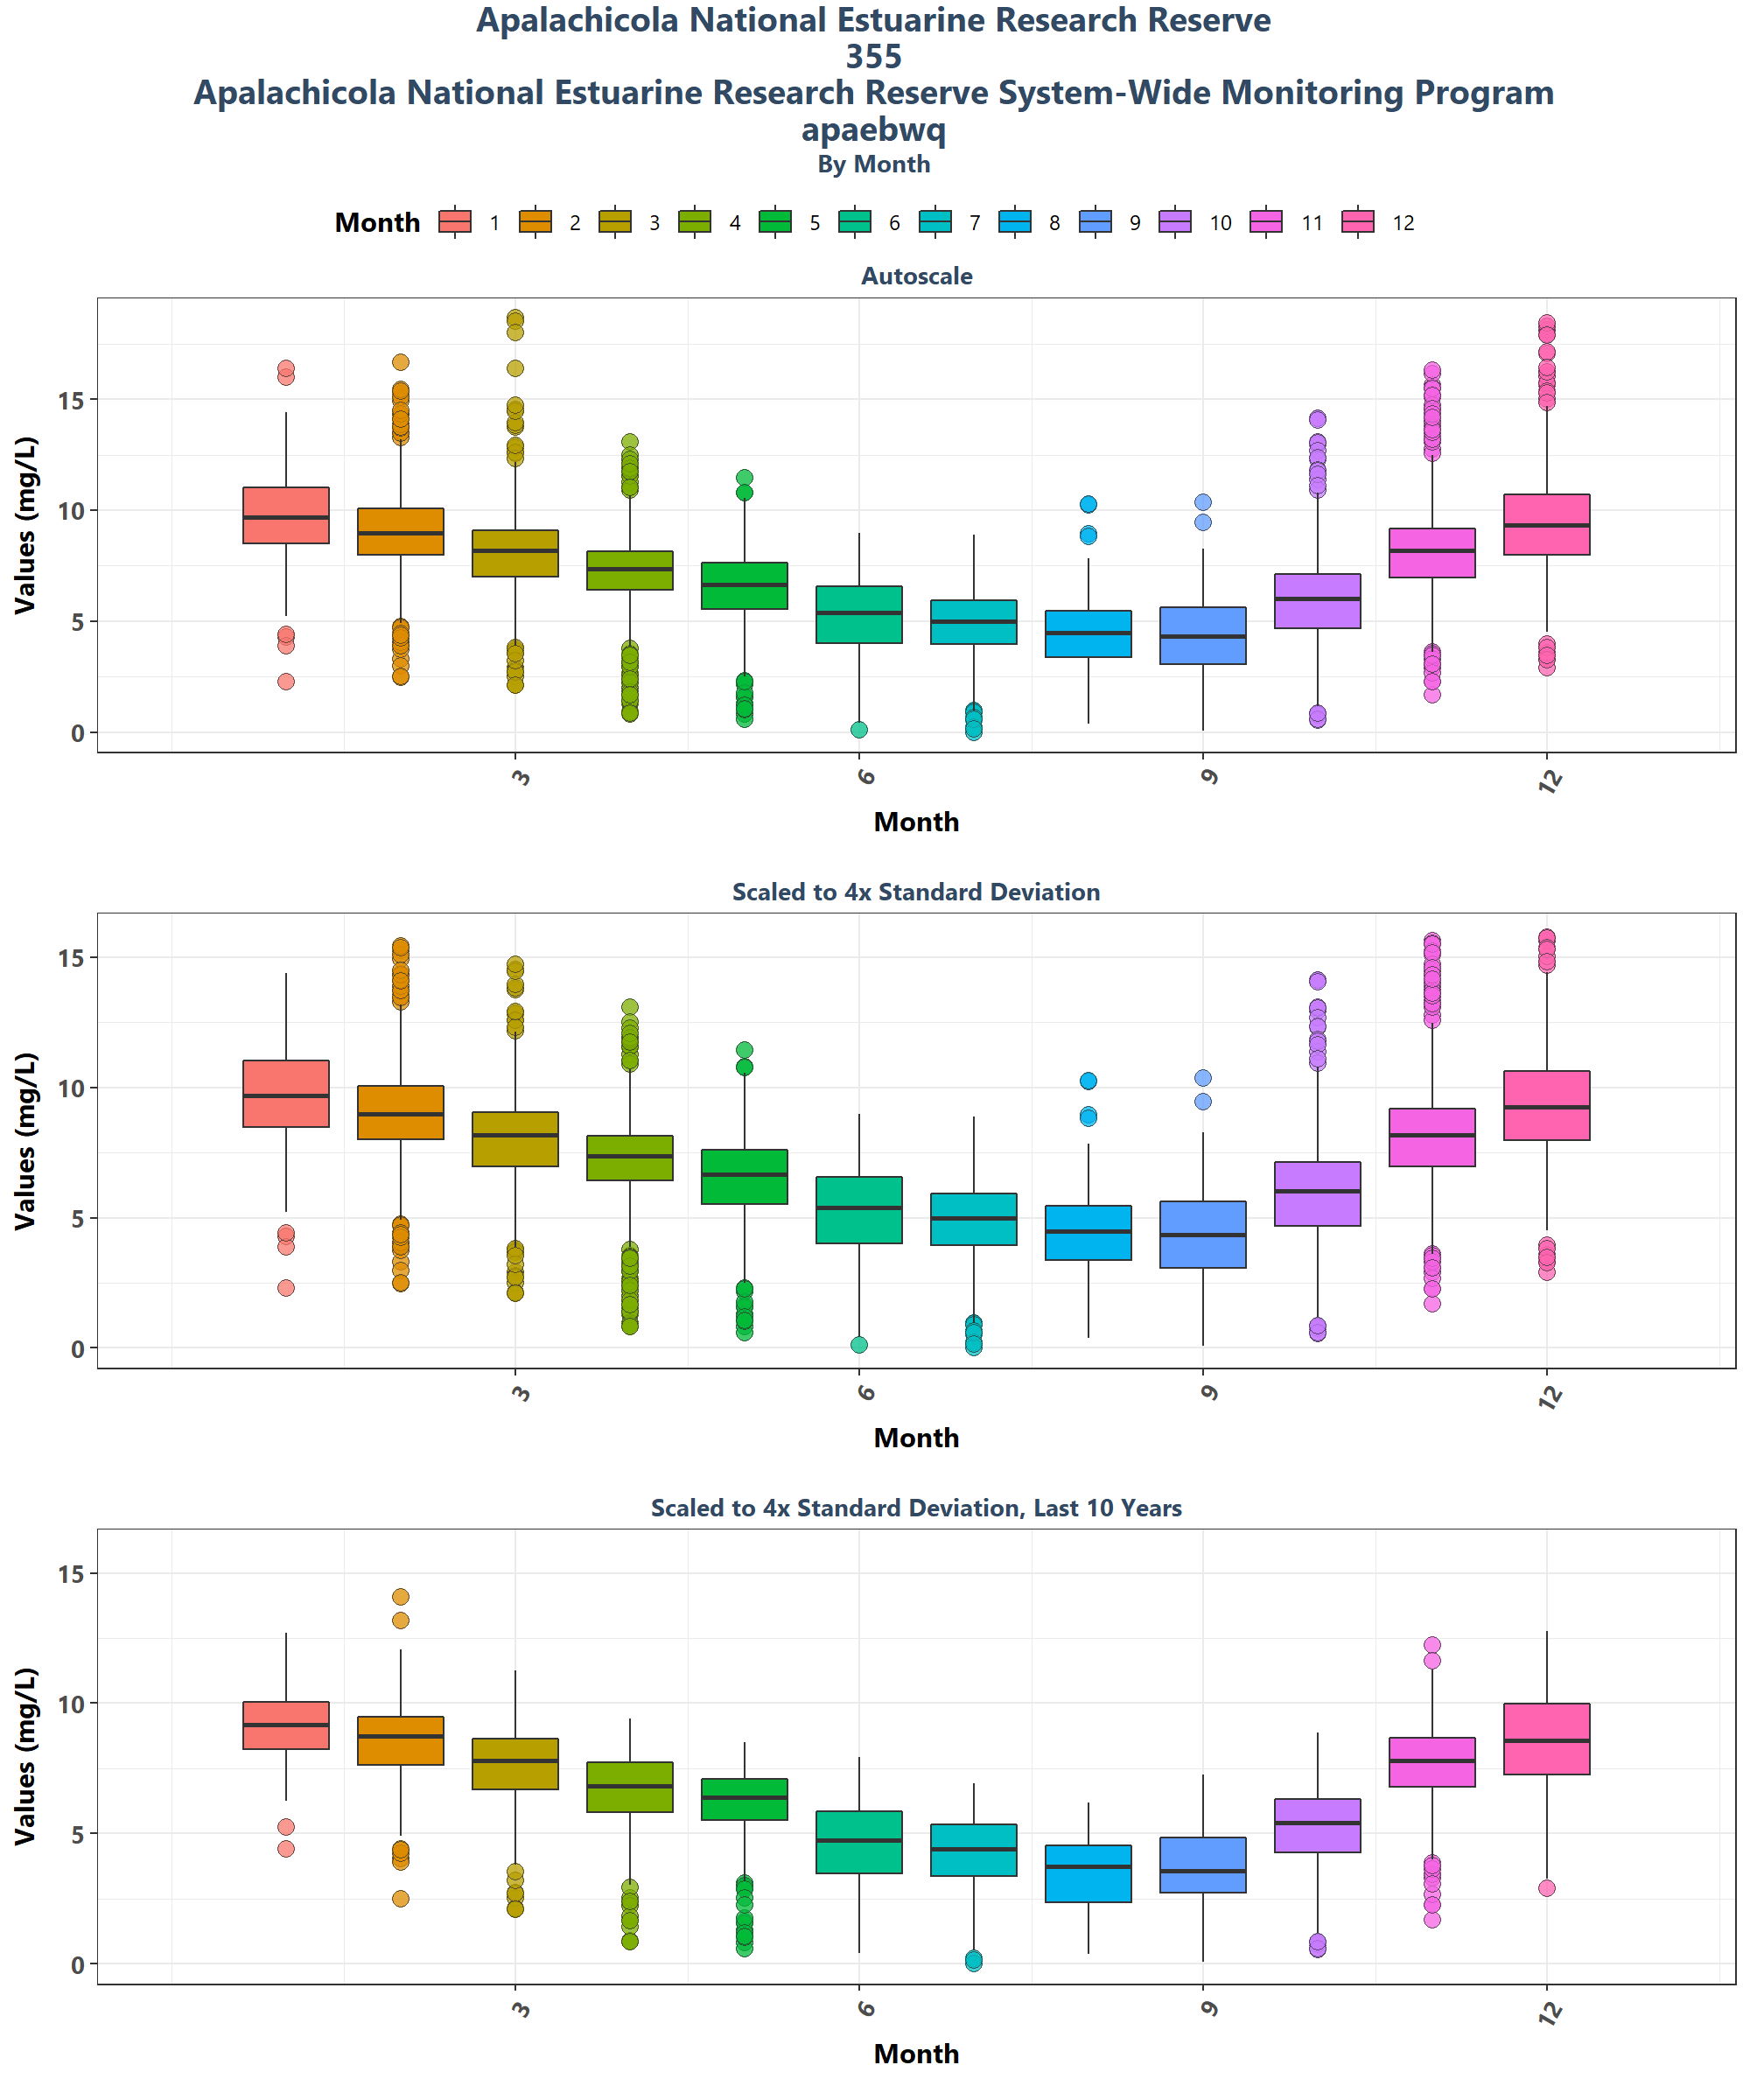 Apalachicola National Estuarine Research Reserve
355
Apalachicola National Estuarine Research Reserve System-Wide Monitoring Program
apaebwq
By Month
Month 1 2 3 4 5 6 7 8 9 10 11 12
Autoscale
Values (mg/L)
15
10
5
0
3 6 9 12
Month
Scaled to 4x Standard Deviation
Values (mg/L)
15
10
5
0
3 6 9 12
Month
Scaled to 4x Standard Deviation, Last 10 Years
Values (mg/L)
15
10
5
0
3 6 9 12
Month